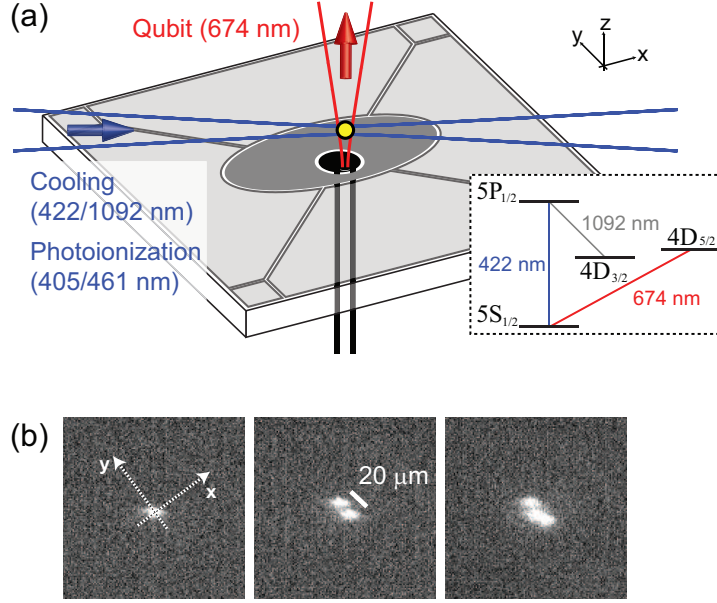 (a)
Qubit (674 nm)
z
y
x
Cooling
(422/1092 nm)
Photoionization
(405/461 nm)
5P1/2
1092 nm
4D5/2
422 nm
4D3/2
674 nm
5S1/2
(b)
y
x
20 μm